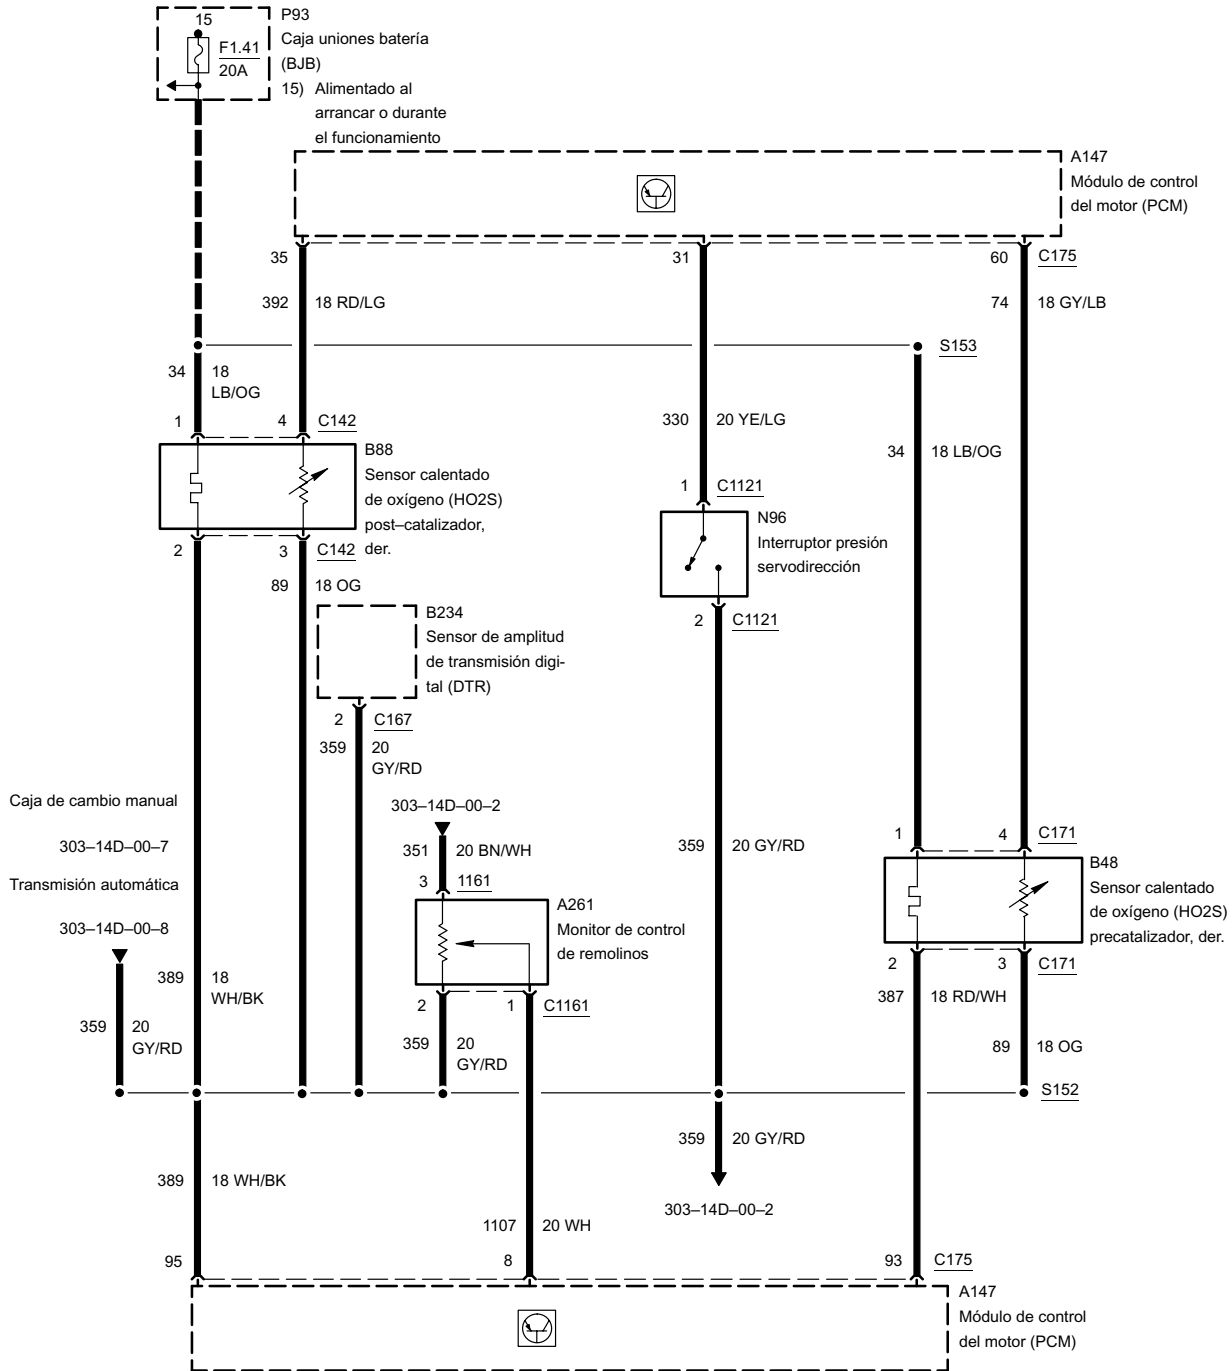 15
F1.41
20A
P93
Caja uniones batería
(BJB)
15) Alimentado al
arrancar o durante
el funcionamiento
A147
Módulo de control
del motor (PCM)
35
31
60
C175
392
18 RD/LG
74
18 GY/LB
S153
34
18
LB/OG
1
4
C142
330
20 YE/LG
34
18 LB/OG
B88
Sensor calentado
de oxígeno (HO2S)
post–catalizador,
der.
1
C1121
N96
Interruptor presión
servodirección
2
3
C142
89
18 OG
2
C1121
B234
Sensor de amplitud
de transmisión digi-
tal (DTR)
2
C167
359
20
GY/RD
Caja de cambio manual
303–14D–00–7
Transmisión automática
303–14D–00–8
303–14D–00–2
351
20 BN/WH
3
1161
A261
Monitor de control
de remolinos
359
20 GY/RD
1
4
C171
B48
Sensor calentado
de oxígeno (HO2S)
precatalizador, der.
2
3
C171
389
18
WH/BK
387
18 RD/WH
2
1
C1161
359
20
GY/RD
359
20
GY/RD
89
18 OG
S152
359
20 GY/RD
389
18 WH/BK
303–14D–00–2
1107
20 WH
95
8
93
C175
A147
Módulo de control
del motor (PCM)